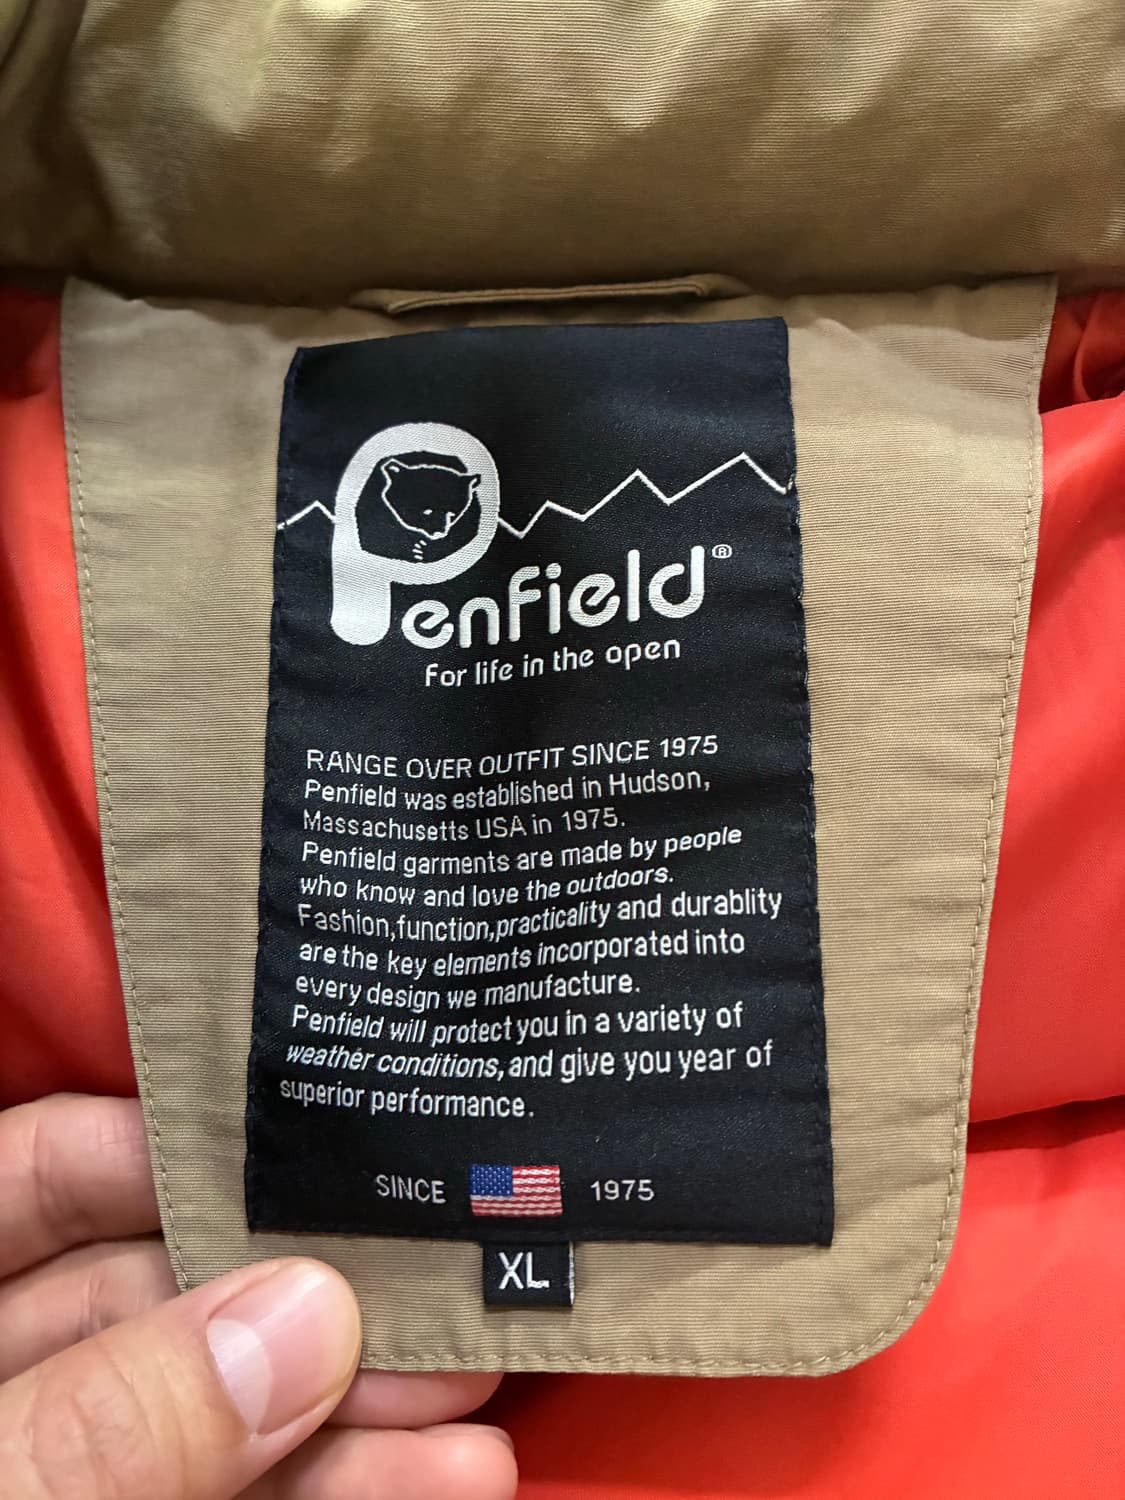 Penfield®
For life in the open
RANGE OVER OUTFIT SINCE 1975
Penfield was established in Hudson,
Massachusetts USA in 1975.
Penfield garments are made by people
who know and love the outdoors.
Fashion,function,practicality and durablity
are the key elements incorporated into
every design we manufacture.
Penfield will protect you in a variety of
weather conditions, and give you year of
superior performance.
SINCE 1975
XL